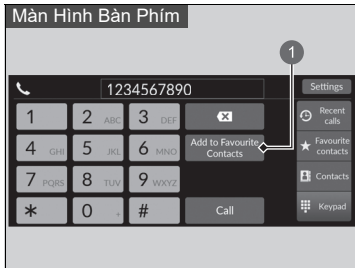 Màn Hình Bàn Phím
1
1234567890
Settings
1
2 ABC
3 DEF
Recent
calls
4 GHI
5 JKL
6 MNO
Add to Favourite
Contacts
Favourite
contacts
7 PQRS
8 TUV
9 WXYZ
Contacts
*
0 +
#
Call
Keypad